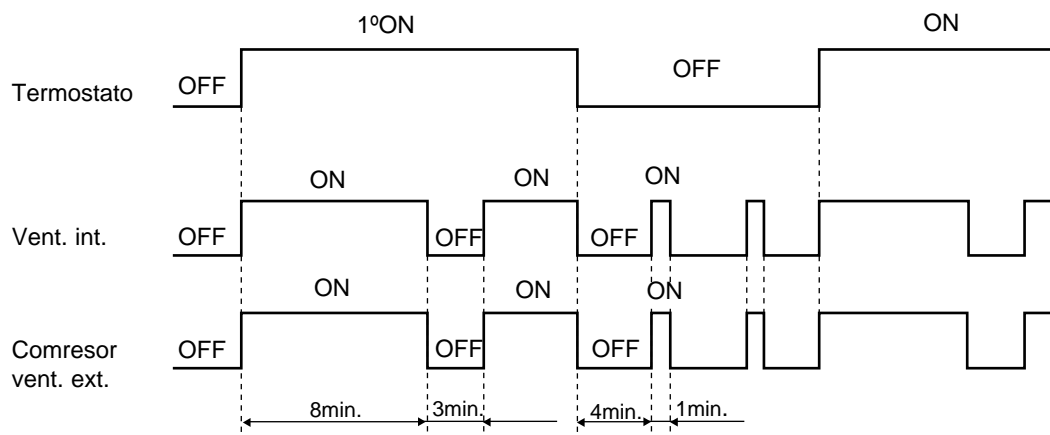 1ºON
ON
OFF
OFF
Termostato
ON
ON
ON
Vent. int.
OFF
OFF
OFF
ON
ON
ON
Comresor
vent. ext.
OFF
OFF
OFF
8min.
3min.
4min.
1min.